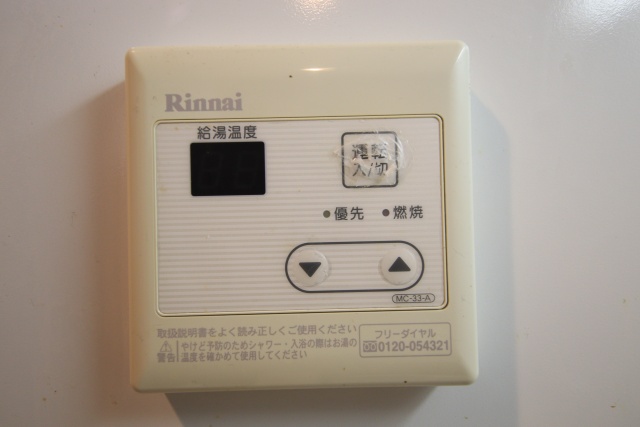 Rinnai
給湯温度
運転
入/切
優先 燃焼
MC-33-A
取扱説明書をよく読み正しくご使用ください
警告 やけど予防のためシャワー・入浴の際はお湯の
温度を確かめて使用してください
フリーダイヤル
0120-054321